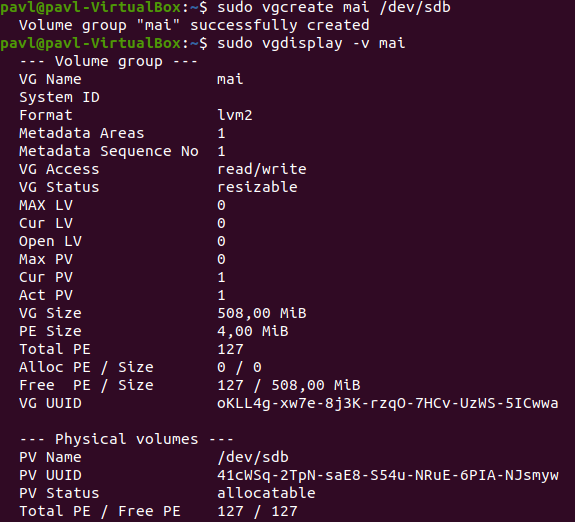 pavl@pavl-VirtualBox:~$ sudo vgcreate mai /dev/sdb
  Volume group "mai" successfully created
pavl@pavl-VirtualBox:~$ sudo vgdisplay -v mai
  --- Volume group ---
  VG Name               mai
  System ID
  Format                lvm2
  Metadata Areas        1
  Metadata Sequence No  1
  VG Access             read/write
  VG Status             resizable
  MAX LV                0
  Cur LV                0
  Open LV               0
  Max PV                0
  Cur PV                1
  Act PV                1
  VG Size               508,00 MiB
  PE Size               4,00 MiB
  Total PE              127
  Alloc PE / Size       0 / 0
  Free  PE / Size       127 / 508,00 MiB
  VG UUID               oKLL4g-xw7e-8j3K-rzqO-7HCv-UzWS-5ICwwa

  --- Physical volumes ---
  PV Name               /dev/sdb
  PV UUID               41cWSq-2TpN-saE8-S54u-NRuE-6PIA-NJsmyw
  PV Status             allocatable
  Total PE / Free PE    127 / 127